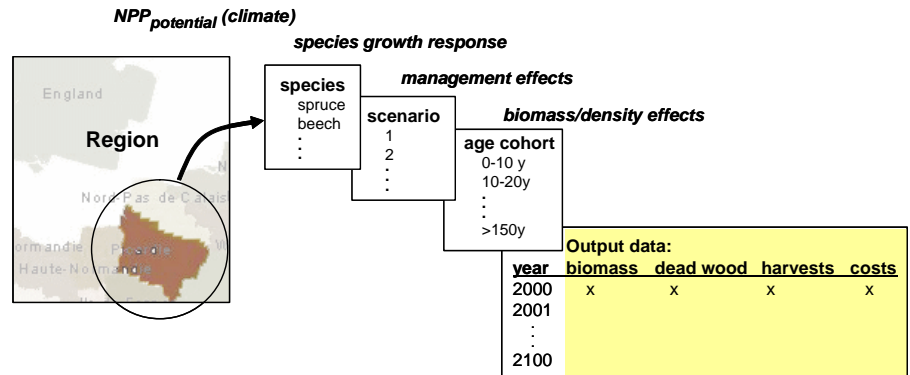 NPPpotential (climate)
species growth response
management effects
biomass/density effects
England
Region
Nord-Pas de Calais
Picardie
Haute-Normandie
species
spruce
beech
.
.
scenario
1
2
.
.
.
age cohort
0-10 y
10-20y
.
.
.
>150y
Output data:
year biomass dead wood harvests costs
2000 x x x x
2001
.
.
2100